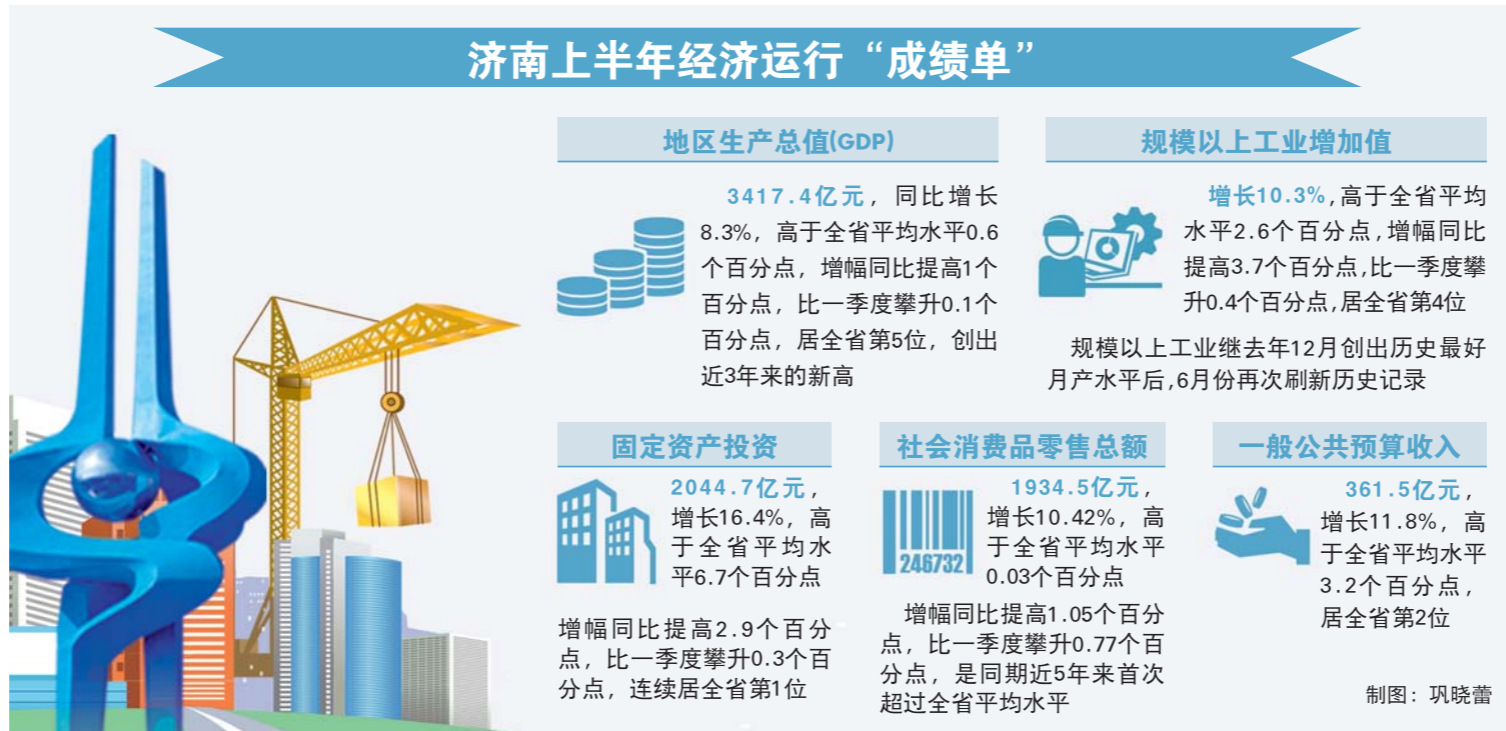 济南上半年经济运行“成绩单”
地区生产总值(GDP)
3417.4亿元，同比增长
8.3%，高于全省平均水平0.6
个百分点，增幅同比提高1个
百分点，比一季度攀升0.1个
百分点，居全省第5位，创出
近3年来的新高
规模以上工业增加值
增长10.3%,高于全省平均
水平2.6个百分点,增幅同比
提高3.7个百分点,比一季度攀
升0.4个百分点,居全省第4位
规模以上工业继去年12月创出历史最好
月产水平后,6月份再次刷新历史记录
固定资产投资
2044.7亿元，
增长16.4%，高
于全省平均水
平6.7个百分点
增幅同比提高2.9个百分
点，比一季度攀升0.3个百
分点，连续居全省第1位
社会消费品零售总额
246732
1934.5亿元，
增长10.42%，高
于全省平均水平
0.03个百分点
增幅同比提高1.05个百分
点，比一季度攀升0.77个百
分点，是同期近5年来首次
超过全省平均水平
一般公共预算收入
361.5亿元，
增长11.8%，高
于全省平均水平
3.2个百分点，
居全省第2位
制图：巩晓蕾